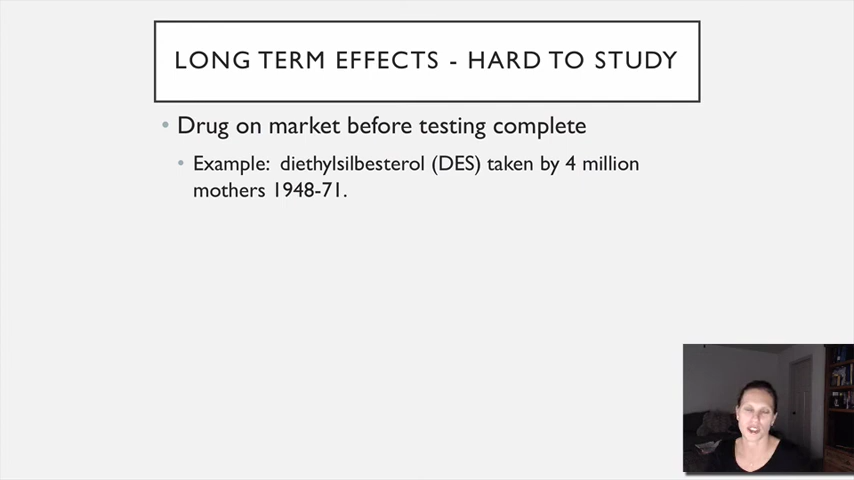 LONG TERM EFFECTS - HARD TO STUDY
• Drug on market before testing complete
• Example: diethylsilbesterol (DES) taken by 4 million
mothers 1948-71.